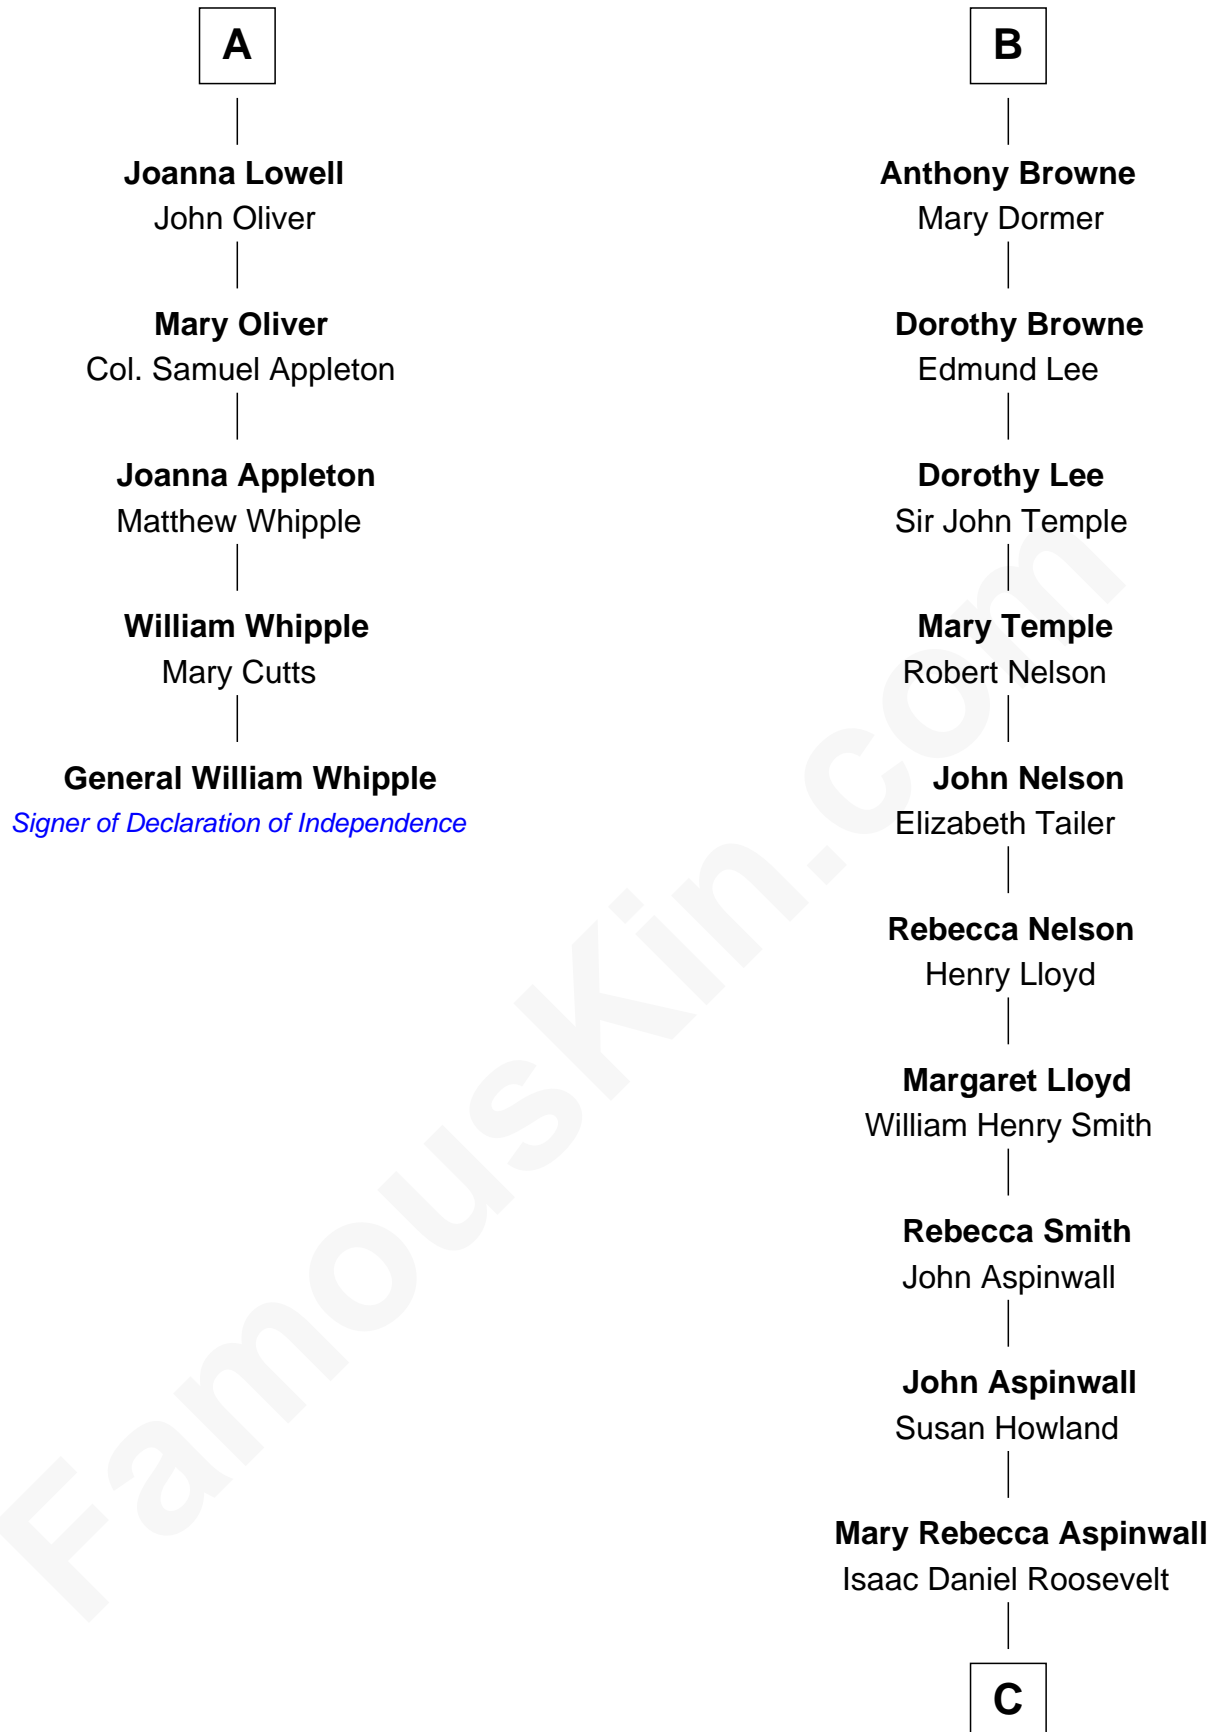 A
Joanna Lowell
John Oliver
Mary Oliver
Col. Samuel Appleton
Joanna Appleton
Matthew Whipple
William Whipple
Mary Cutts
General William Whipple
Signer of Declaration of Independence
B
Anthony Browne
Mary Dormer
Dorothy Browne
Edmund Lee
Dorothy Lee
Sir John Temple
Mary Temple
Robert Nelson
John Nelson
Elizabeth Tailer
Rebecca Nelson
Henry Lloyd
Margaret Lloyd
William Henry Smith
Rebecca Smith
John Aspinwall
John Aspinwall
Susan Howland
Mary Rebecca Aspinwall
Isaac Daniel Roosevelt
C
FamousKin.com